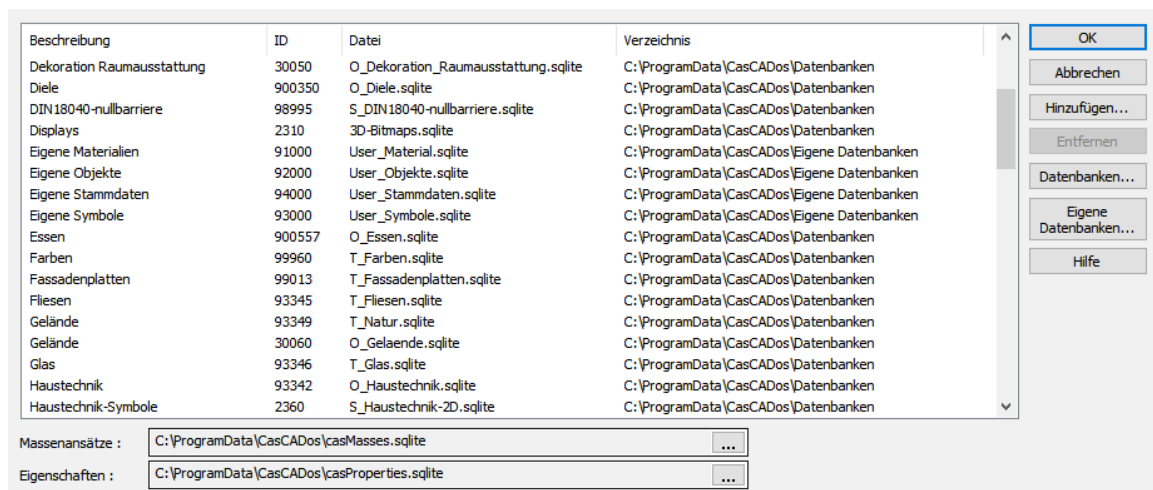 Beschreibung ID Datei Verzeichnis
Dekoration Raumausstattung 30050 O_Dekoration_Raumausstattung.sqlite C:\ProgramData\CasCADos\Datenbanken
Diele 900350 O_Diele.sqlite C:\ProgramData\CasCADos\Datenbanken
DIN18040-nullbarriere 98995 S_DIN18040-nullbarriere.sqlite C:\ProgramData\CasCADos\Datenbanken
Displays 2310 3D-Bitmaps.sqlite C:\ProgramData\CasCADos\Datenbanken
Eigene Materialien 91000 User_Material.sqlite C:\ProgramData\CasCADos\Eigene Datenbanken
Eigene Objekte 92000 User_Objekte.sqlite C:\ProgramData\CasCADos\Eigene Datenbanken
Eigene Stammdaten 94000 User_Stammdaten.sqlite C:\ProgramData\CasCADos\Eigene Datenbanken
Eigene Symbole 93000 User_Symbole.sqlite C:\ProgramData\CasCADos\Eigene Datenbanken
Essen 900557 O_Essen.sqlite C:\ProgramData\CasCADos\Datenbanken
Farben 99960 T_Farben.sqlite C:\ProgramData\CasCADos\Datenbanken
Fassadenplatten 99013 T_Fassadenplatten.sqlite C:\ProgramData\CasCADos\Datenbanken
Fliesen 93345 T_Fliesen.sqlite C:\ProgramData\CasCADos\Datenbanken
Gelände 93349 T_Natur.sqlite C:\ProgramData\CasCADos\Datenbanken
Gelände 30060 O_Gelaende.sqlite C:\ProgramData\CasCADos\Datenbanken
Glas 93346 T_Glas.sqlite C:\ProgramData\CasCADos\Datenbanken
Haustechnik 93342 O_Haustechnik.sqlite C:\ProgramData\CasCADos\Datenbanken
Haustechnik-Symbole 2360 S_Haustechnik-2D.sqlite C:\ProgramData\CasCADos\Datenbanken
OK
Abbrechen
Hinzufügen...
Entfernen
Datenbanken...
Eigene
Datenbanken...
Hilfe
Massenansätze : C:\ProgramData\CasCADos\casMasses.sqlite ...
Eigenschaften : C:\ProgramData\CasCADos\casProperties.sqlite ...